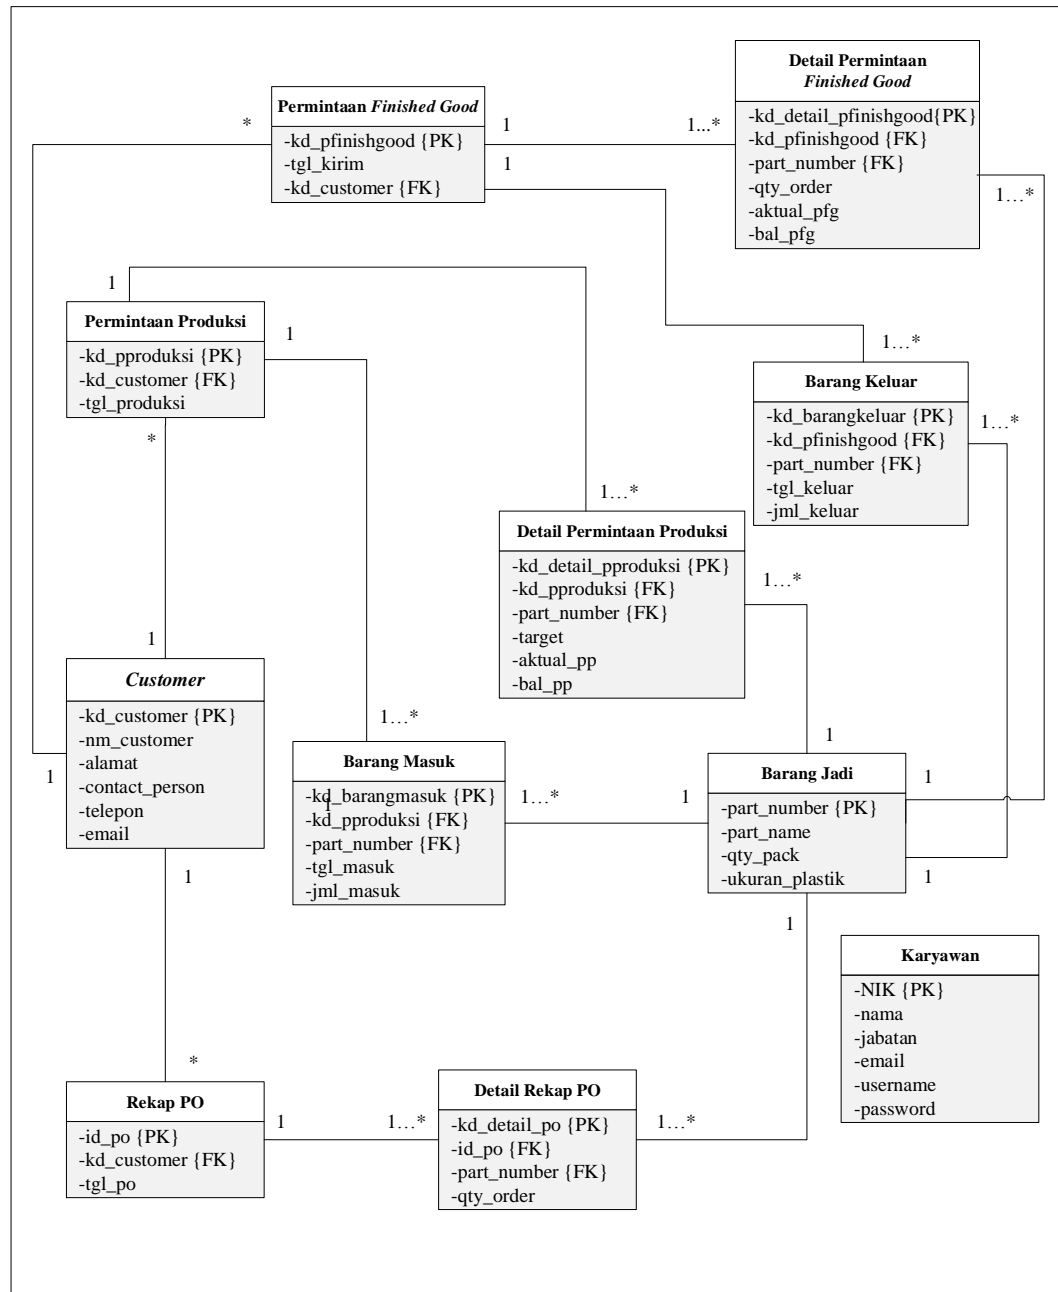 Detail Permintaan
Finished Good
-kd_detail_pfinishgood{PK}
-kd_pfinishgood {FK}
-part_number {FK}
-qty_order
-aktual_pfg
-bal_pfg
Permintaan Finished Good
-kd_pfinishgood {PK}
-tgl_kirim
-kd_customer {FK}
*
1
1...*
1
1…*
1
Permintaan Produksi
-kd_pproduksi {PK}
-kd_customer {FK}
-tgl_produksi
1
*
1…*
Barang Keluar
-kd_barangkeluar {PK}
-kd_pfinishgood {FK}
-part_number {FK}
-tgl_keluar
-jml_keluar
1…*
1…*
Detail Permintaan Produksi
-kd_detail_pproduksi {PK}
-kd_pproduksi {FK}
-part_number {FK}
-target
-aktual_pp
-bal_pp
1…*
1
Customer
-kd_customer {PK}
-nm_customer
-alamat
-contact_person
-telepon
-email
1
1
1…*
Barang Masuk
-kd_barangmasuk {PK}
-kd_pproduksi {FK}
-part_number {FK}
-tgl_masuk
-jml_masuk
1
1…*
1
1
Barang Jadi
-part_number {PK}
-part_name
-qty_pack
-ukuran_plastik
1
1
1
Karyawan
-NIK {PK}
-nama
-jabatan
-email
-username
-password
*
Rekap PO
-id_po {PK}
-kd_customer {FK}
-tgl_po
1
1…*
Detail Rekap PO
-kd_detail_po {PK}
-id_po {FK}
-part_number {FK}
-qty_order
1…*